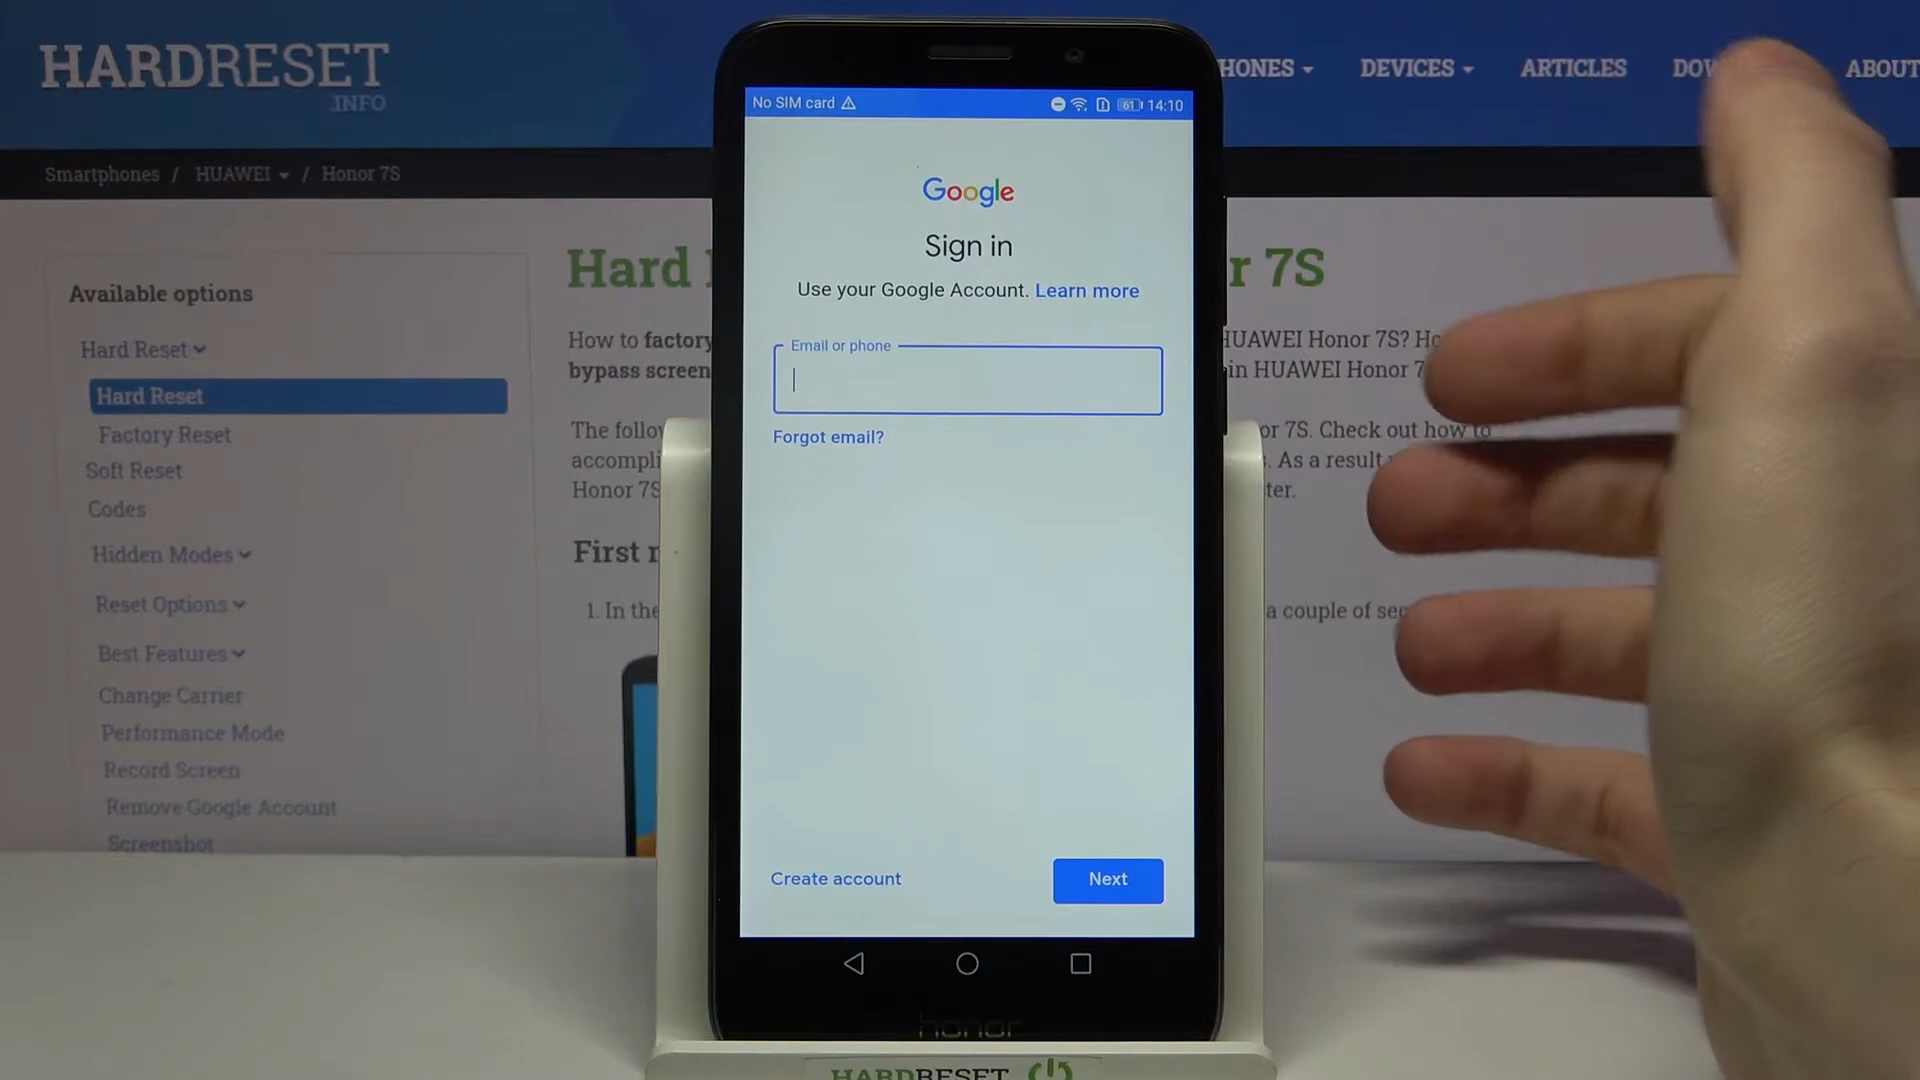 HARDRESET
.INFO
HONES
DEVICES
ARTICLES
ABOUT
Smartphones / HUAWEI / Honor 7S
Available options
Hard Reset
Hard Reset
Factory Reset
Soft Reset
Codes
Hidden Modes
Reset Options
Best Features
Change Carrier
Performance Mode
Record Screen
Remove Google Account
Screenshot
Hard
r 7S
How to factory
HUAWEI Honor 7S?
bypass screen
in HUAWEI Honor 7
The follo
or 7S. Check out how to
accompli
. As a result
Honor 7S
ter.
First
1. In the
a couple of sec
No SIM card
61 14:10
Google
Sign in
Use your Google Account. Learn more
Email or phone
Forgot email?
Create account
Next
honor
HARDRESET